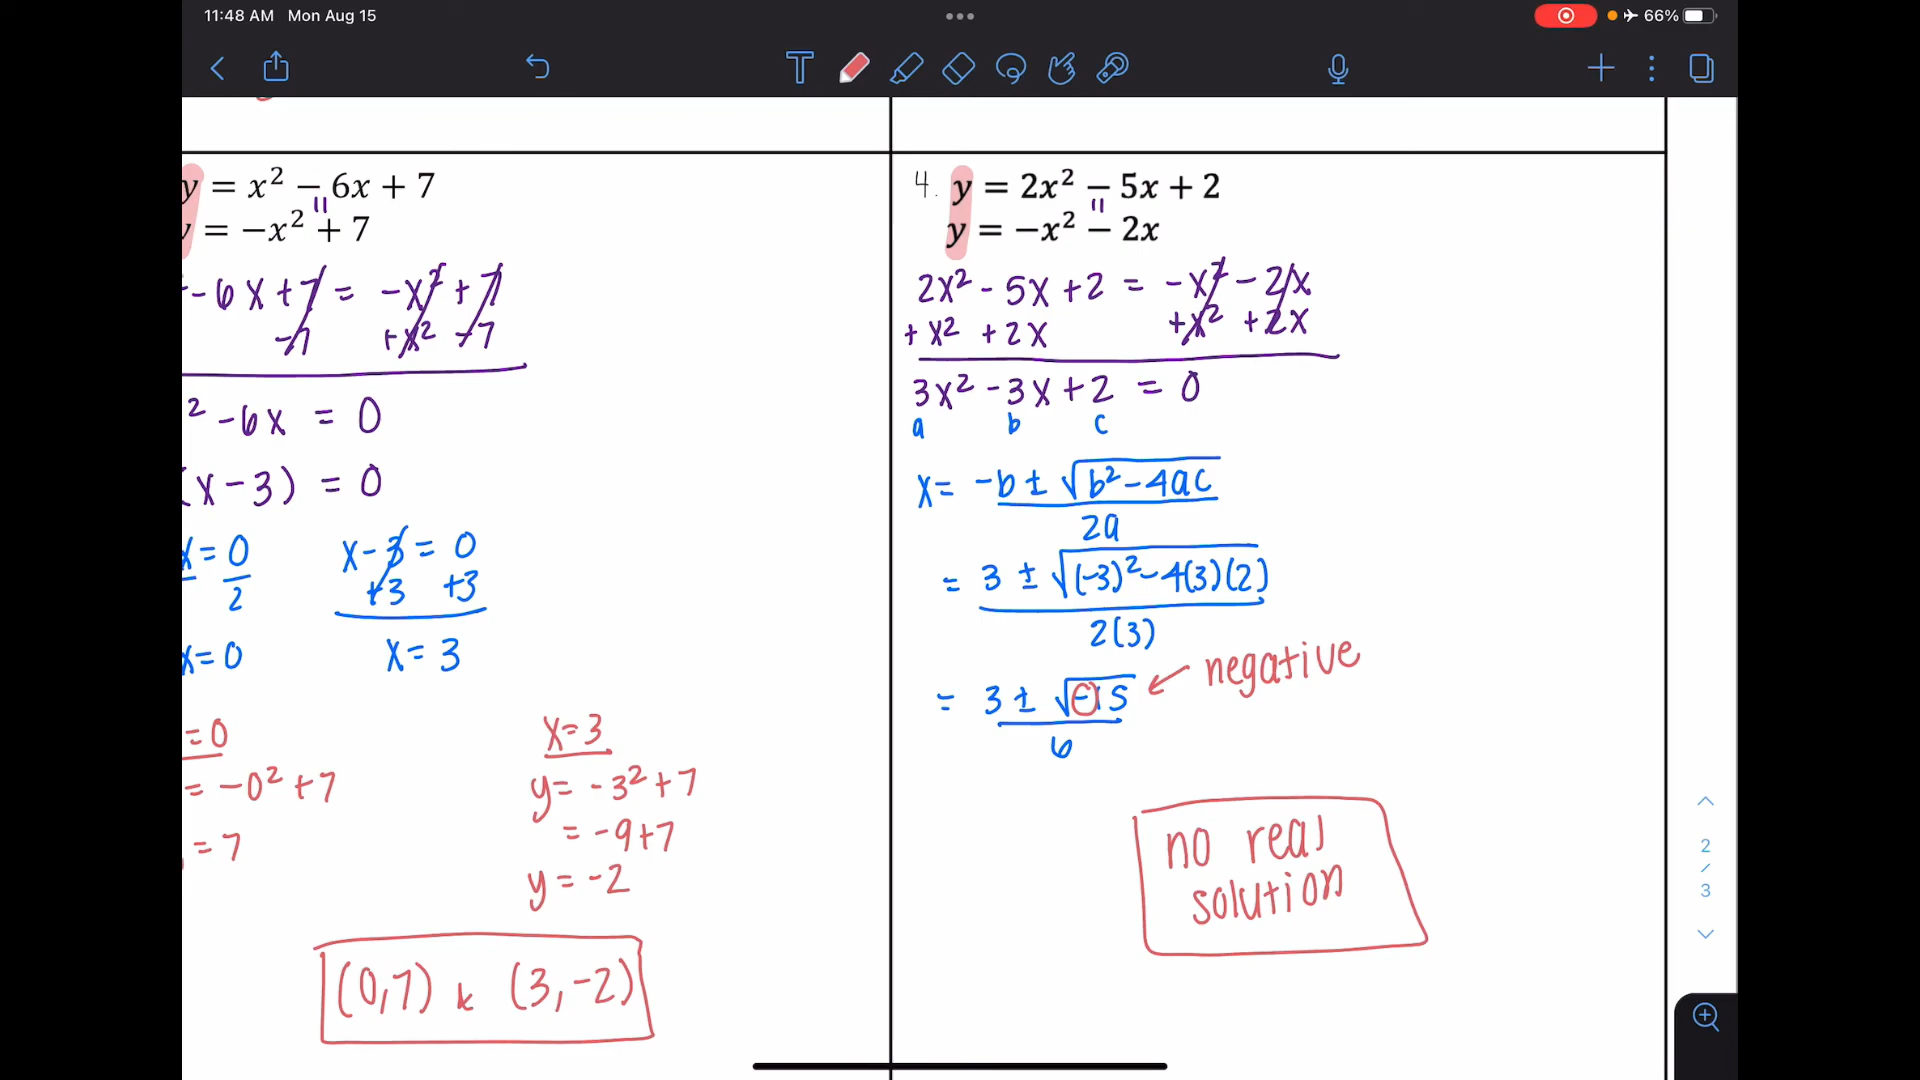 11:48 AM Mon Aug 15
66%
y = x² − 6x + 7
y = −x² + 7
-6x+7 = -x²+7
-7 +x² -7
² -6x = 0
(x-3) = 0
x=0
2
x=0
x-3=0
+3 +3
x=3
=0
= -0²+7
=7
x=3
y= -3²+7
= -9+7
y= -2
(0,7) & (3,-2)
4. y = 2x² − 5x + 2
y = −x² − 2x
2x²-5x+2 = -x²-2x
+x² +2x +x² +2x
3x²-3x+2 = 0
a b c
x= -b±√b²-4ac
2a
= 3 ± √(-3)²-4(3)(2)
2(3)
= 3 ± √-15
6
negative
no real
solution
2
/
3